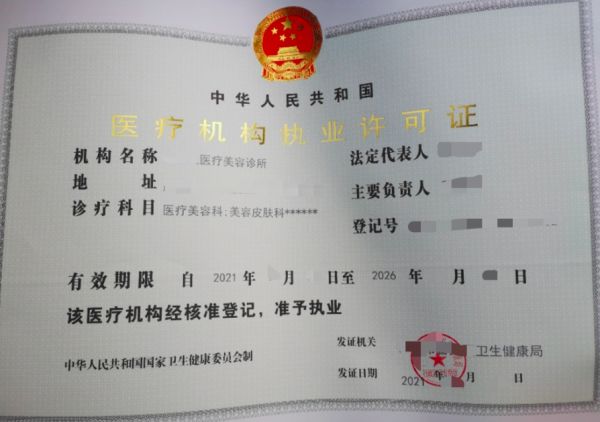 中华人民共和国
医疗机构执业许可证
机构名称 医疗美容诊所 法定代表人
地 址 主要负责人
诊疗科目 医疗美容科;美容皮肤科****** 登记号
有效期限 自 2021 年 月 日至 2026 年 月 日
该医疗机构经核准登记，准予执业
发证机关 卫生健康局
中华人民共和国国家卫生健康委员会制
发证日期 2021 年 月 日